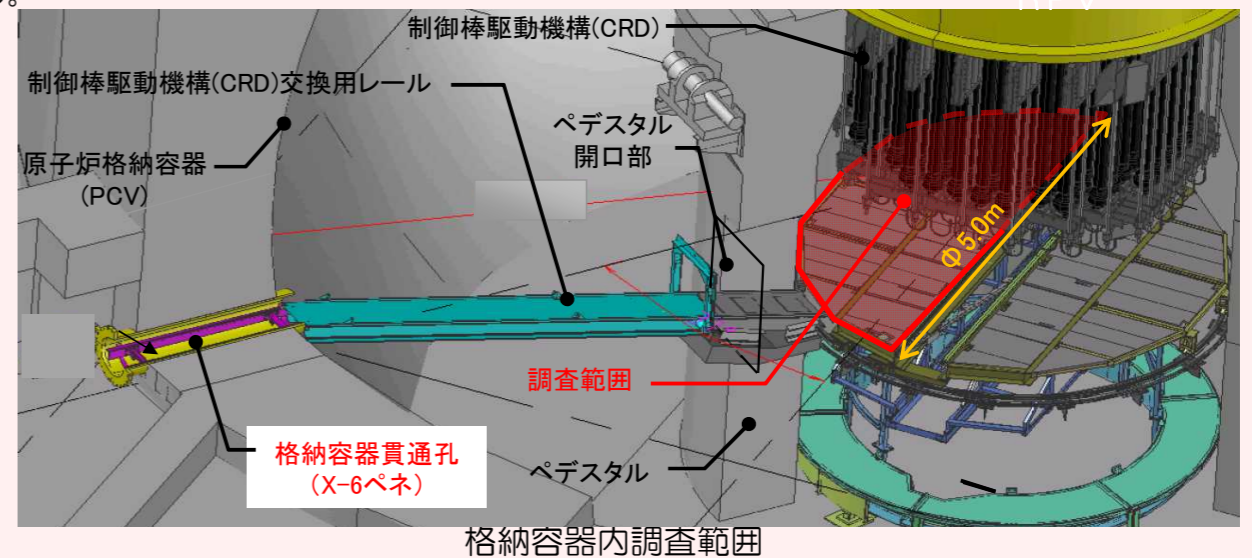 る。
RPV
制御棒駆動機構(CRD)
制御棒駆動機構(CRD)交換用レール
ペデスタル
開口部
原子炉格納容器
(PCV)
Φ5.0m
調査範囲
格納容器貫通孔
(X-6ペネ)
ペデスタル
格納容器内調査範囲